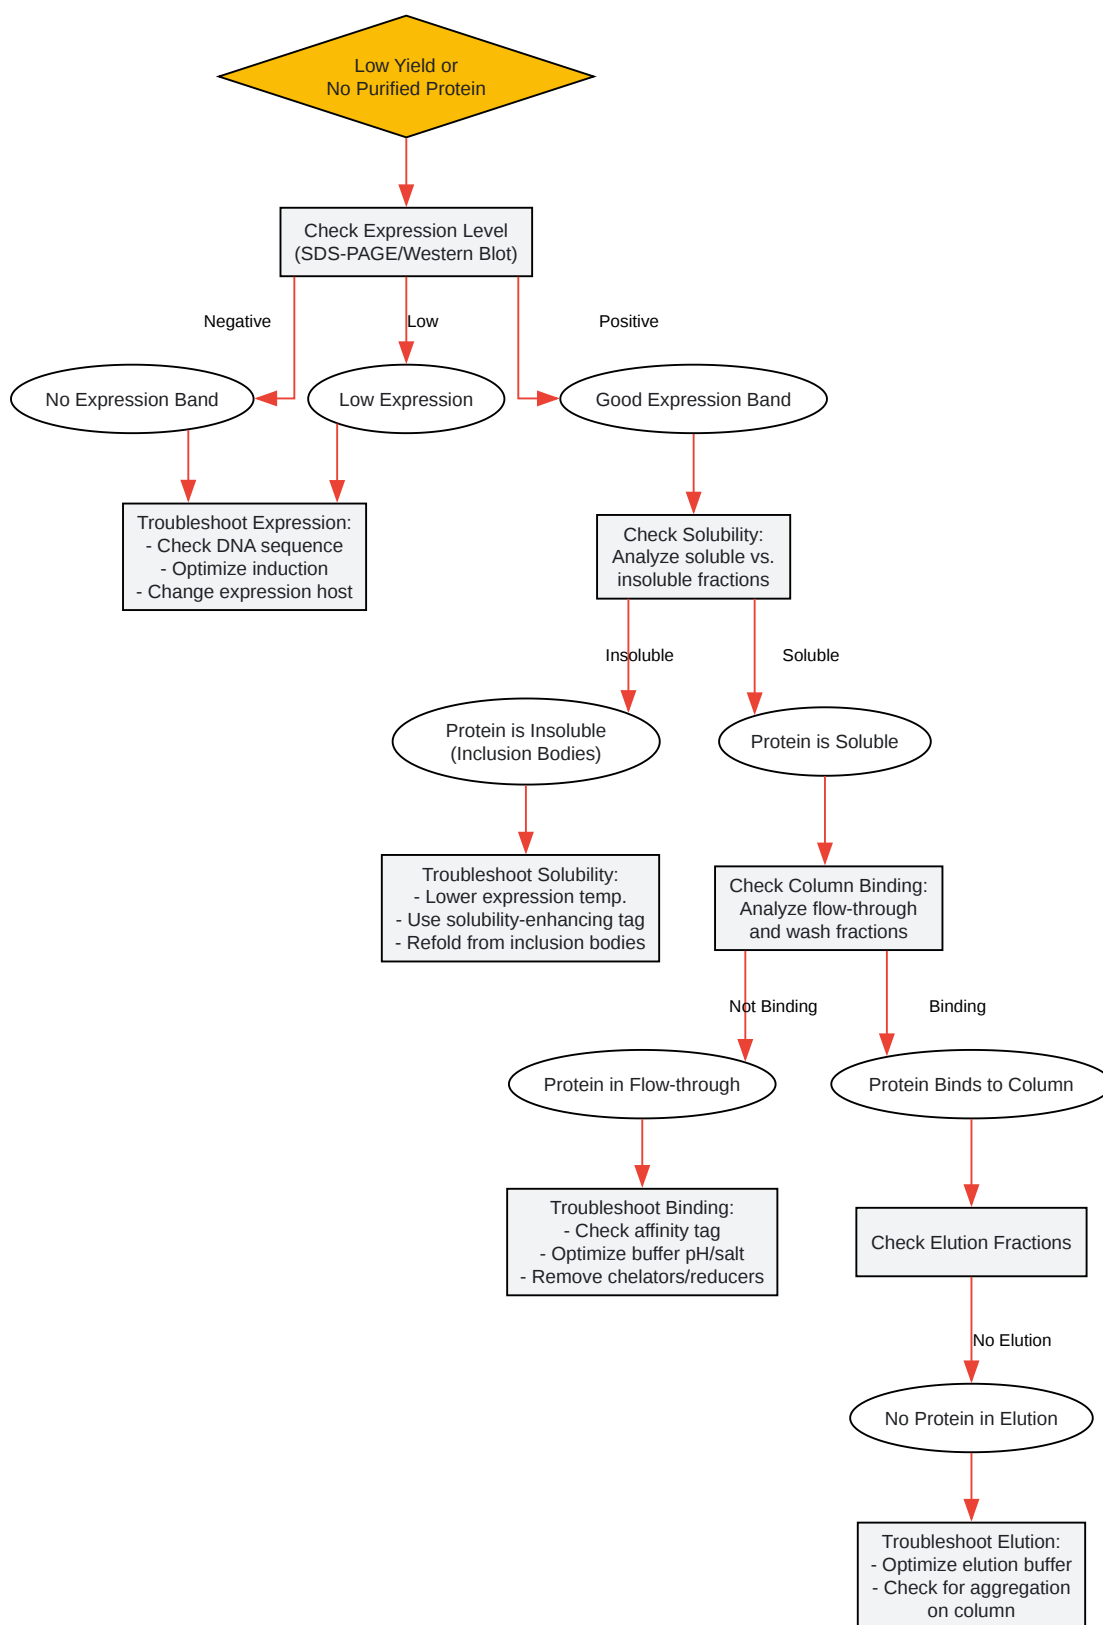 Low Yield or
No Purified Protein
Check Expression Level
(SDS-PAGE/Western Blot)
Negative
Low
Positive
No Expression Band
Low Expression
Good Expression Band
Troubleshoot Expression:
- Check DNA sequence
- Optimize induction
- Change expression host
Check Solubility:
Analyze soluble vs.
insoluble fractions
Insoluble
Soluble
Protein is Insoluble
(Inclusion Bodies)
Protein is Soluble
Troubleshoot Solubility:
- Lower expression temp.
- Use solubility-enhancing tag
- Refold from inclusion bodies
Check Column Binding:
Analyze flow-through
and wash fractions
Not Binding
Binding
Protein in Flow-through
Protein Binds to Column
Troubleshoot Binding:
- Check affinity tag
- Optimize buffer pH/salt
- Remove chelators/reducers
Check Elution Fractions
No Elution
No Protein in Elution
Troubleshoot Elution:
- Optimize elution buffer
- Check for aggregation
on column